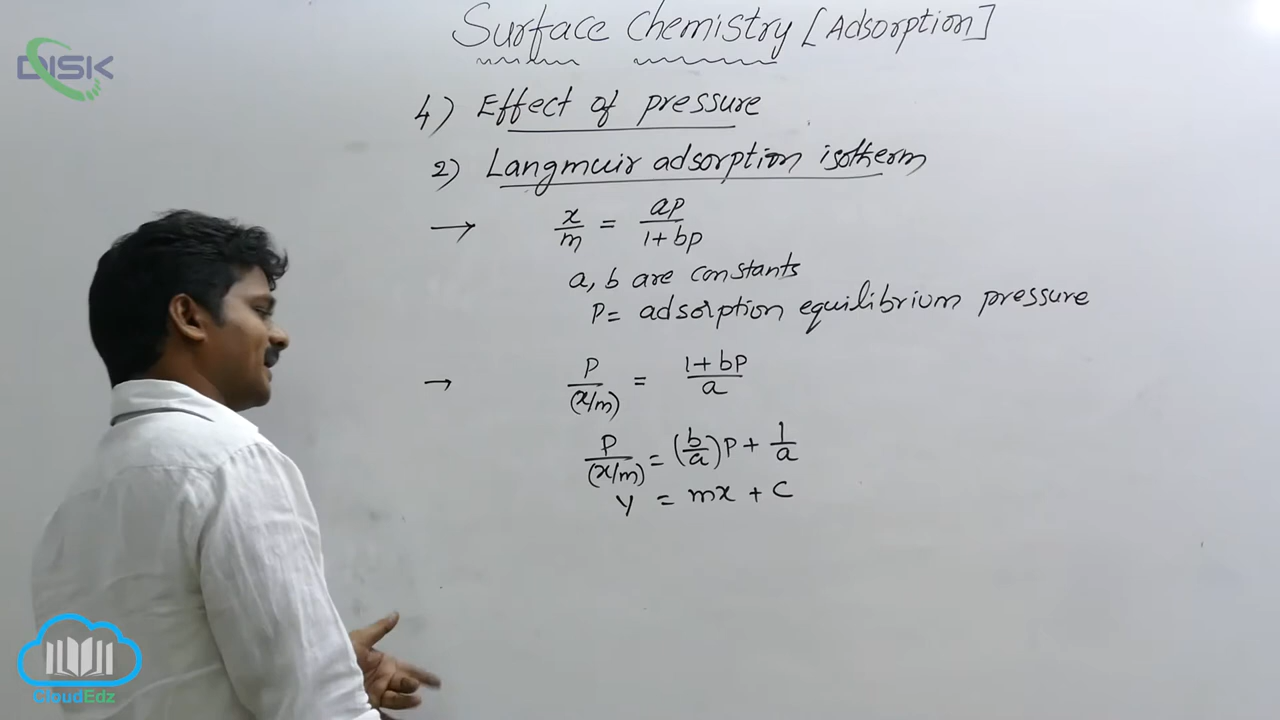 DISK
Surface Chemistry [Adsorption]
4) Effect of pressure
2) Langmuir adsorption isotherm
→ x/m = ap/1+bp
a, b are constants
P= adsorption equilibrium pressure
→ P/(x/m) = 1+bp/a
P/(x/m) = (b/a)P + 1/a
y = mx + c
CloudEdz